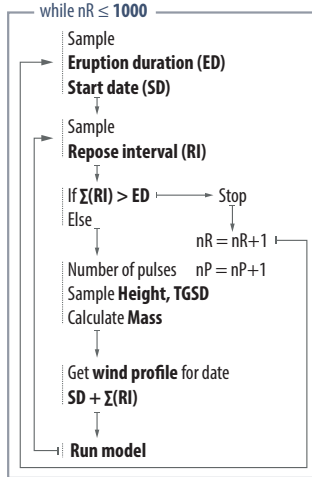 while nR ≤ 1000
Sample
Eruption duration (ED)
Start date (SD)
Sample
Repose interval (RI)
If Σ(RI) > ED
Stop
Else
nR = nR+1
Number of pulses
nP = nP+1
Sample Height, TGSD
Calculate Mass
Get wind profile for date
SD + Σ(RI)
Run model